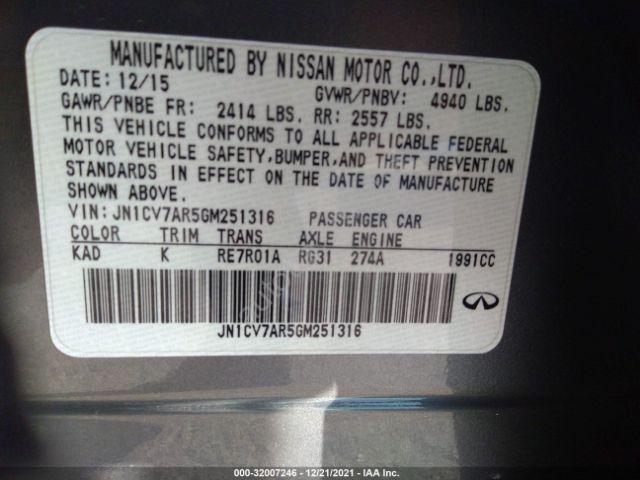 MANUFACTURED BY NISSAN MOTOR CO.,LTD.
DATE: 12/15 GVWR/PNBV: 4940 LBS.
GAWR/PNBE FR: 2414 LBS. RR: 2557 LBS.
THIS VEHICLE CONFORMS TO ALL APPLICABLE FEDERAL
MOTOR VEHICLE SAFETY,BUMPER,AND THEFT PREVENTION
STANDARDS IN EFFECT ON THE DATE OF MANUFACTURE
SHOWN ABOVE.
VIN: JN1CV7AR5GM251316 PASSENGER CAR
COLOR TRIM TRANS AXLE ENGINE
KAD K RE7R01A RG31 274A 1991CC
JN1CV7AR5GM251316
000-32007246 - 12/21/2021 - IAA Inc.